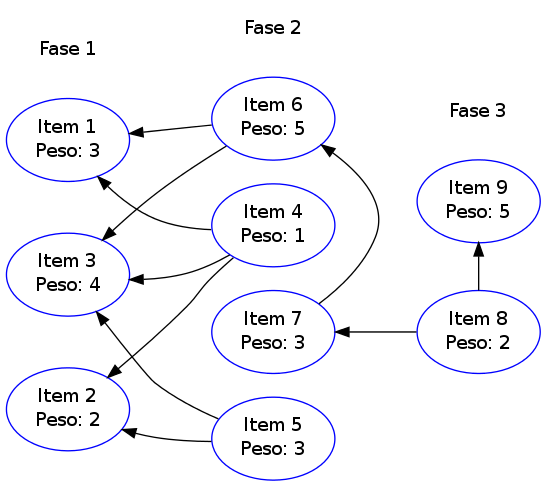 Fase 1
Item 1
Peso: 3
Item 3
Peso: 4
Item 2
Peso: 2
Fase 2
Item 6
Peso: 5
Item 4
Peso: 1
Item 7
Peso: 3
Item 5
Peso: 3
Fase 3
Item 9
Peso: 5
Item 8
Peso: 2